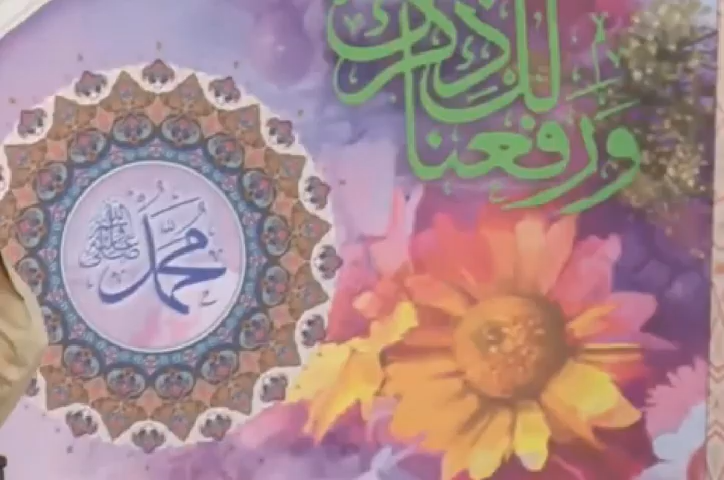 ورفعنا
لك
ذكرك
محمد
ﷺ